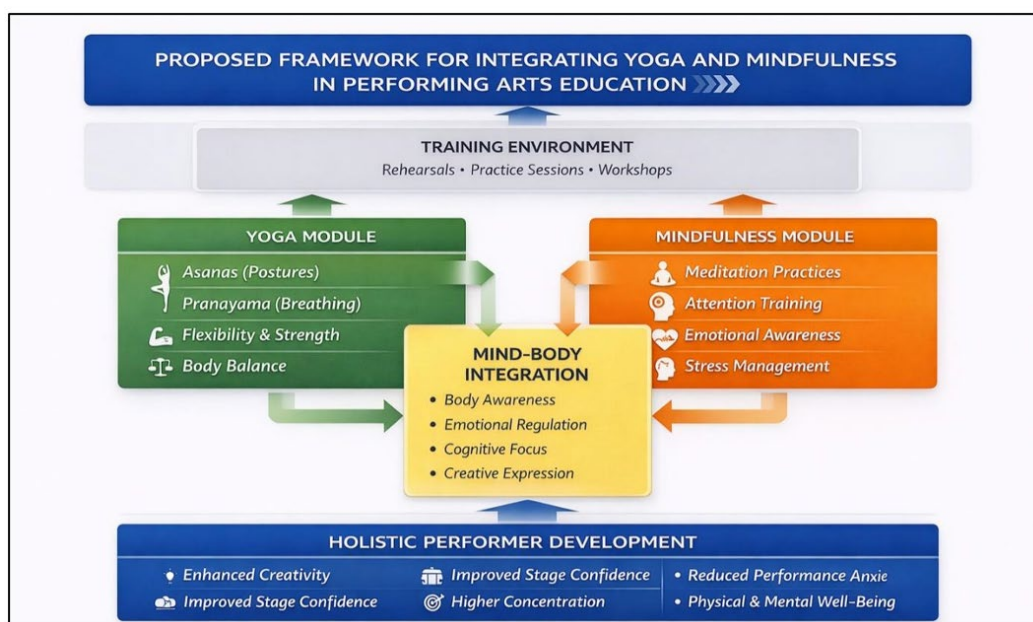 PROPOSED FRAMEWORK FOR INTEGRATING YOGA AND MINDFULNESS
IN PERFORMING ARTS EDUCATION
TRAINING ENVIRONMENT
Rehearsals • Practice Sessions • Workshops
YOGA MODULE
Asanas (Postures)
Pranayama (Breathing)
Flexibility & Strength
Body Balance
MINDFULNESS MODULE
Meditation Practices
Attention Training
Emotional Awareness
Stress Management
MIND-BODY
INTEGRATION
• Body Awareness
• Emotional Regulation
• Cognitive Focus
• Creative Expression
HOLISTIC PERFORMER DEVELOPMENT
Enhanced Creativity
Improved Stage Confidence
Improved Stage Confidence
Higher Concentration
• Reduced Performance Anxie
• Physical & Mental Well-Being